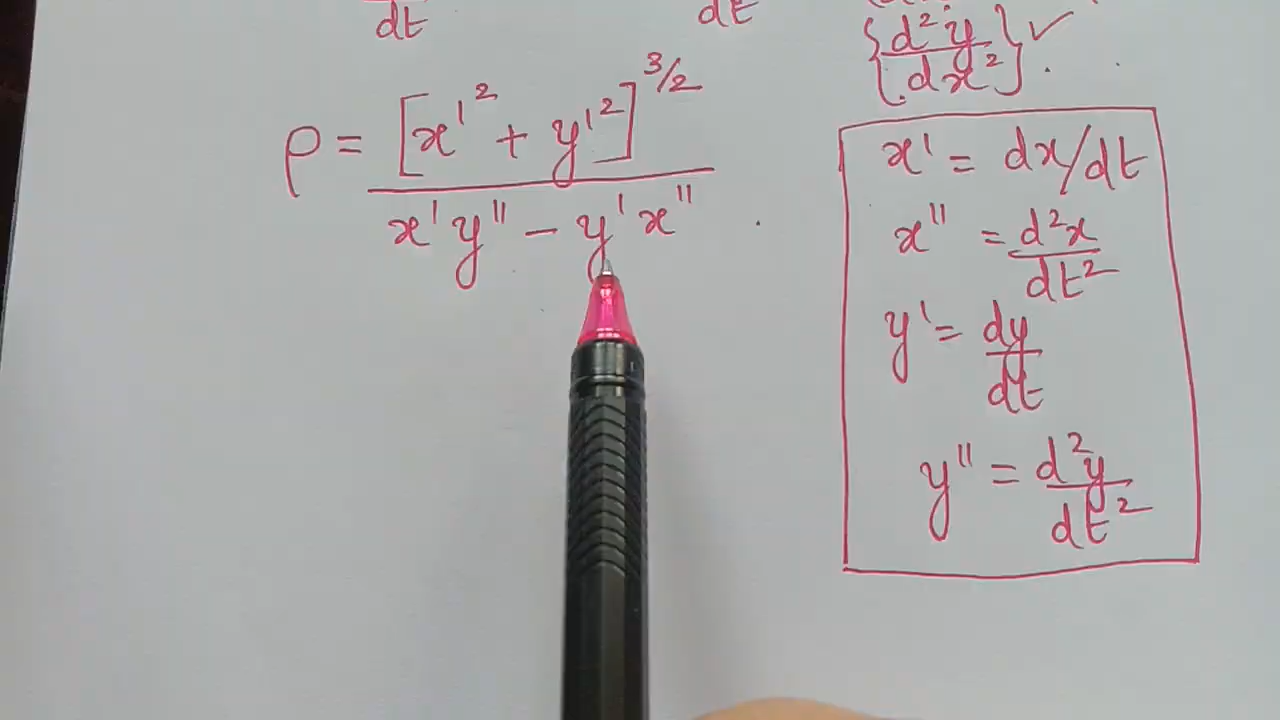 dt
dt
{d²y/dx²} ✓
ρ = [x'² + y'²]^3/2 / x'y'' - y'x''
x' = dx/dt
x'' = d²x/dt²
y' = dy/dt
y'' = d²y/dt²